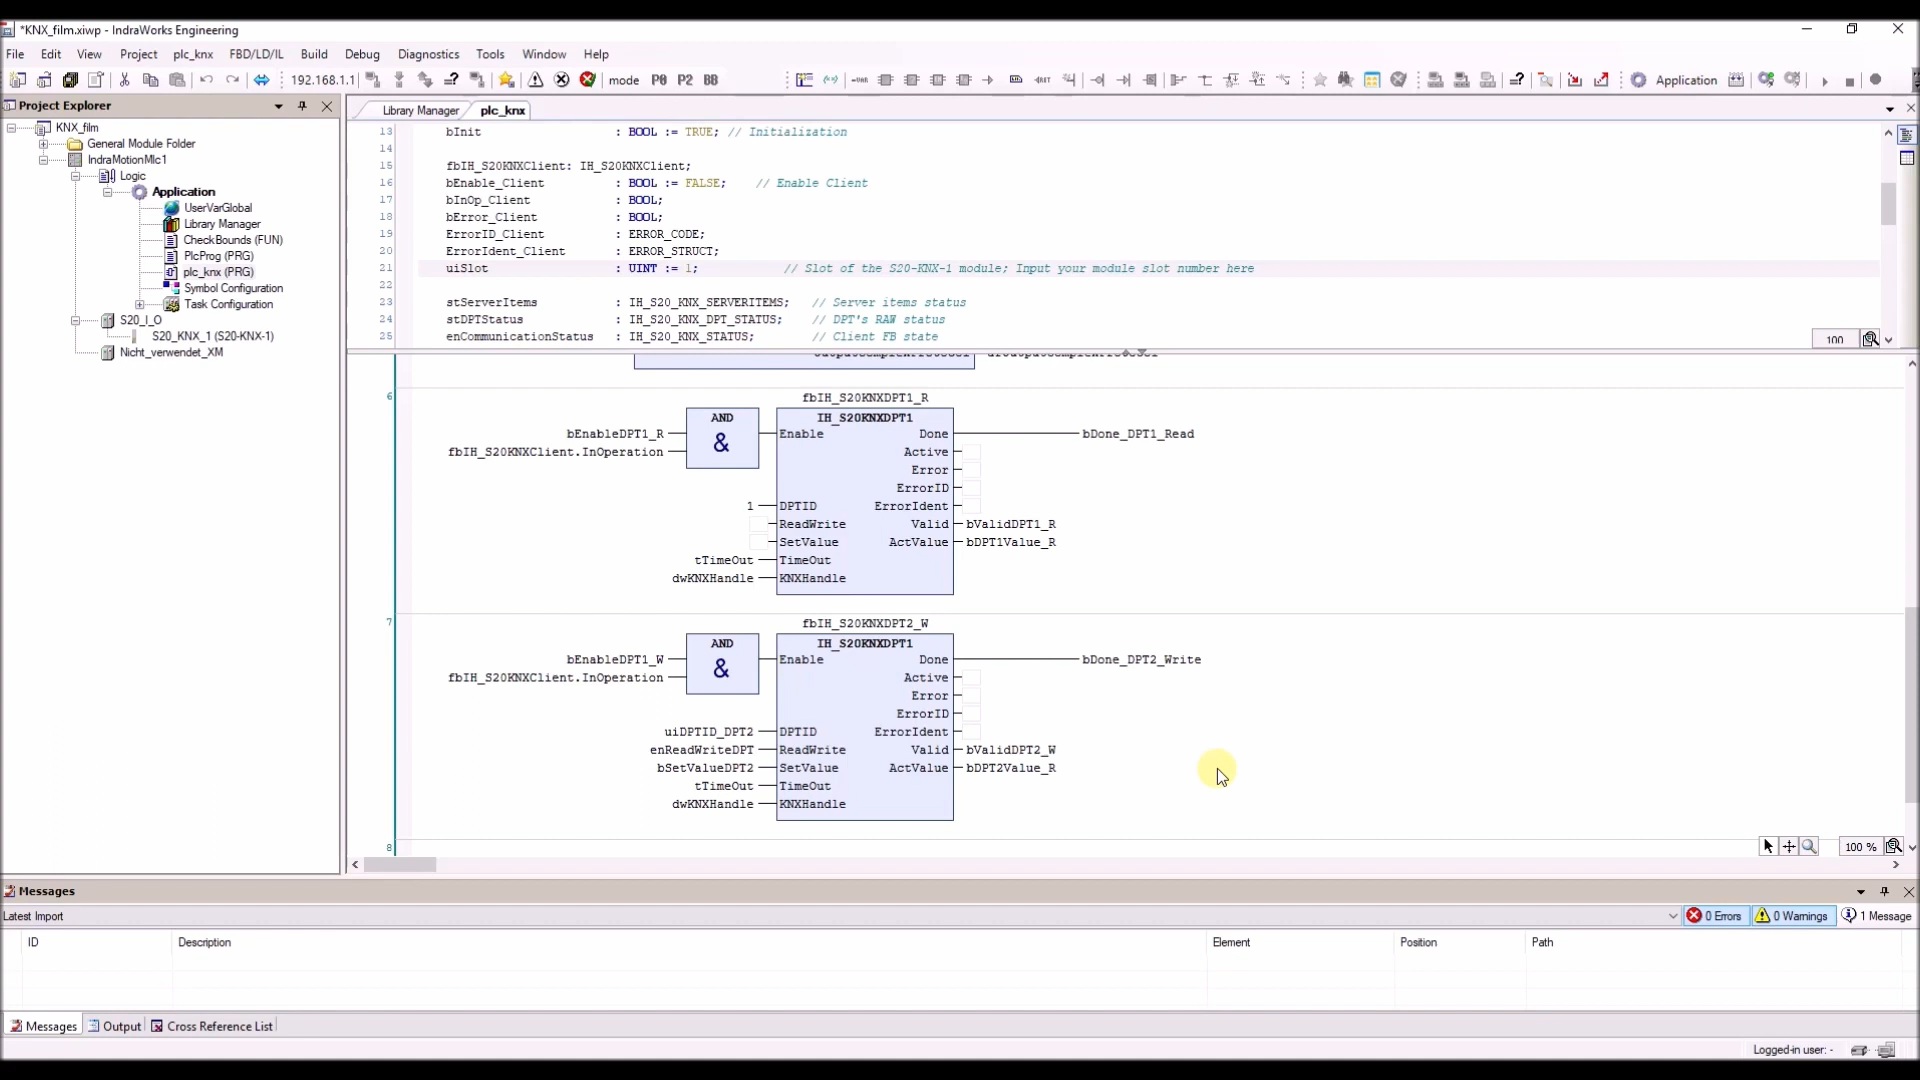 *KNX_film.xiwp - IndraWorks Engineering
File Edit View Project plc_knx FBD/LD/IL Build Debug Diagnostics Tools Window Help
192.168.1.1 mode P0 P2 BB Application
Project Explorer
KNX_film
General Module Folder
IndraMotionMlc1
Logic
Application
UserVarGlobal
Library Manager
CheckBounds (FUN)
PlcProg (PRG)
plc_knx (PRG)
Symbol Configuration
Task Configuration
S20_I_O
S20_KNX_1 (S20-KNX-1)
Nicht_verwendet_XM
Library Manager plc_knx
13 bInit : BOOL := TRUE; // Initialization
14
15 fbIH_S20KNXClient: IH_S20KNXClient;
16 bEnable_Client : BOOL := FALSE; // Enable Client
17 bInOp_Client : BOOL;
18 bError_Client : BOOL;
19 ErrorID_Client : ERROR_CODE;
20 ErrorIdent_Client : ERROR_STRUCT;
21 uiSlot : UINT := 1; // Slot of the S20-KNX-1 module; Input your module slot number here
22
23 stServerItems : IH_S20_KNX_SERVERITEMS; // Server items status
24 stDPTStatus : IH_S20_KNX_DPT_STATUS; // DPT's RAW status
25 enCommunicationStatus : IH_S20_KNX_STATUS; // Client FB state
100
6
fbIH_S20KNXDPT1_R
AND IH_S20KNXDPT1
bEnableDPT1_R & Enable Done bDone_DPT1_Read
fbIH_S20KNXClient.InOperation Active
Error
ErrorID
1 DPTID ErrorIdent
ReadWrite Valid bValidDPT1_R
SetValue ActValue bDPT1Value_R
tTimeOut TimeOut
dwKNXHandle KNXHandle
7
fbIH_S20KNXDPT2_W
AND IH_S20KNXDPT1
bEnableDPT1_W & Enable Done bDone_DPT2_Write
fbIH_S20KNXClient.InOperation Active
Error
ErrorID
uiDPTID_DPT2 DPTID ErrorIdent
enReadWriteDPT ReadWrite Valid bValidDPT2_W
bSetValueDPT2 SetValue ActValue bDPT2Value_R
tTimeOut TimeOut
dwKNXHandle KNXHandle
8
100 %
Messages
Latest Import 0 Errors 0 Warnings 1 Message
ID Description Element Position Path
Messages Output Cross Reference List
Logged-in user: -